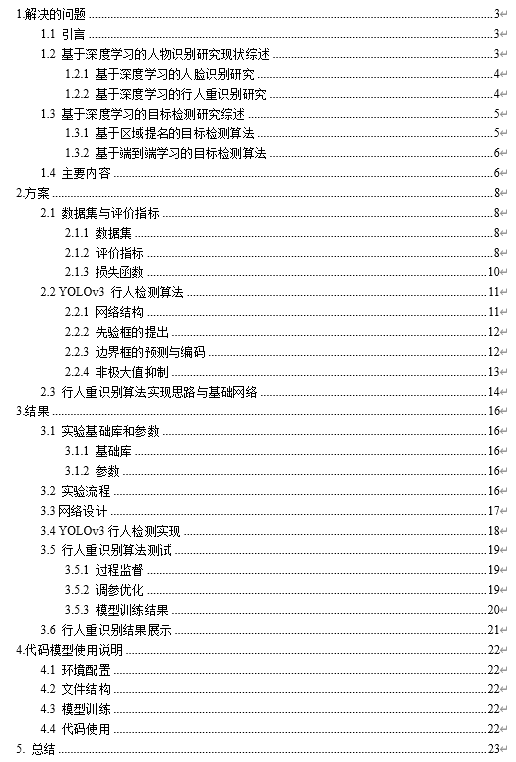 1.解决的问题 3
1.1 引言 3
1.2 基于深度学习的人物识别研究现状综述 3
1.2.1 基于深度学习的人脸识别研究 4
1.2.2 基于深度学习的行人重识别研究 4
1.3 基于深度学习的目标检测研究综述 5
1.3.1 基于区域提名的目标检测算法 5
1.3.2 基于端到端学习的目标检测算法 6
1.4 主要内容 6
2.方案 8
2.1 数据集与评价指标 8
2.1.1 数据集 8
2.1.2 评价指标 8
2.1.3 损失函数 10
2.2 YOLOv3 行人检测算法 11
2.2.1 网络结构 11
2.2.2 先验框的提出 12
2.2.3 边界框的预测与编码 12
2.2.4 非极大值抑制 13
2.3 行人重识别算法实现思路与基础网络 14
3.结果 16
3.1 实验基础库和参数 16
3.1.1 基础库 16
3.1.2 参数 16
3.2 实验流程 16
3.3 网络设计 17
3.4 YOLOv3 行人检测实现 18
3.5 行人重识别算法测试 19
3.5.1 过程监督 19
3.5.2 调参优化 19
3.5.3 模型训练结果 20
3.6 行人重识别结果展示 21
4.代码模型使用说明 22
4.1 环境配置 22
4.2 文件结构 22
4.3 模型训练 22
4.4 代码使用 22
5. 总结 23